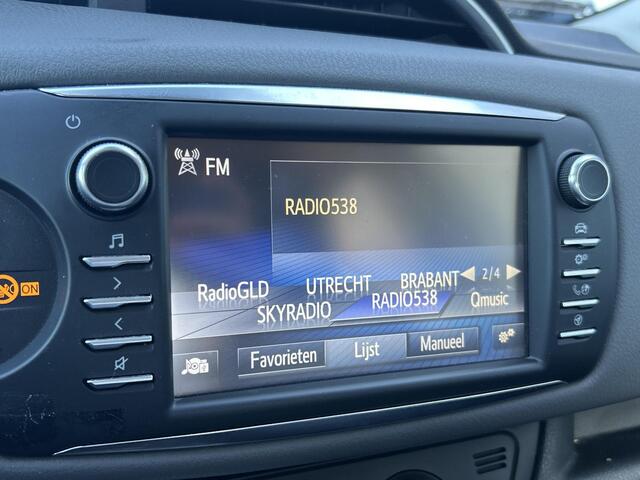 FM
RADIO538
RadioGLD UTRECHT BRABANT 2/4
SKYRADIO RADIO538 Qmusic
Favorieten Lijst Manueel
ON